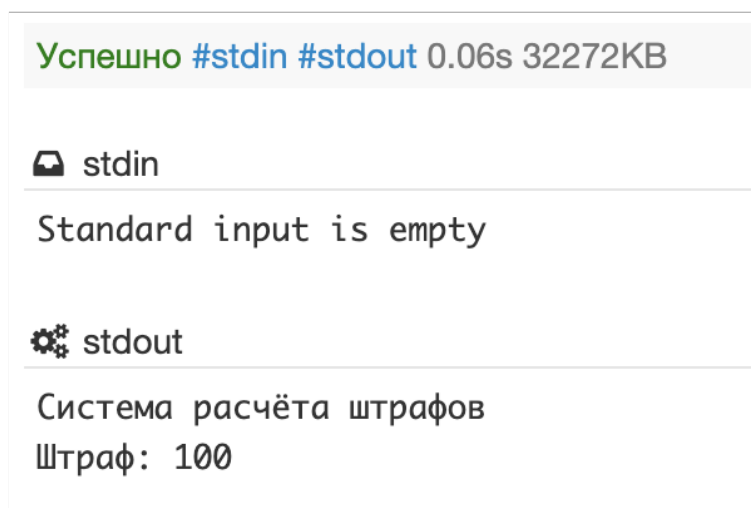 Успешно #stdin #stdout 0.06s 32272KB
stdin
Standard input is empty
stdout
Система расчёта штрафов
Штраф: 100